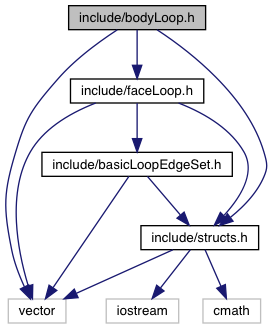 include/bodyLoop.h
include/faceLoop.h
include/basicLoopEdgeSet.h
include/structs.h
vector
iostream
cmath